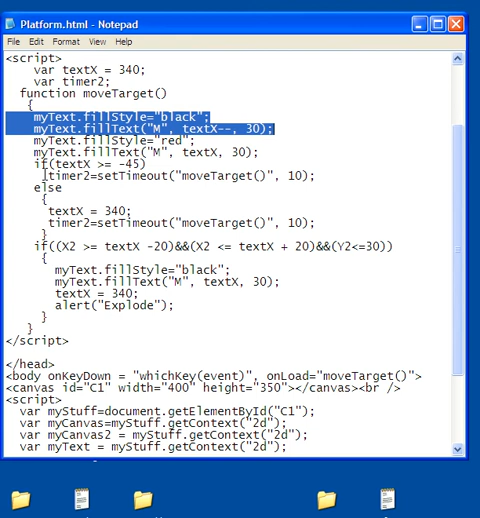 Platform.html - Notepad
File Edit Format View Help
<script>
var textX = 340;
var timer2;
function moveTarget()
{
myText.fillStyle="black";
myText.fillText("M", textX--, 30);
myText.fillStyle="red";
myText.fillText("M", textX, 30);
if(textX >= -45)
timer2=setTimeout("moveTarget()", 10);
else
{
textX = 340;
timer2=setTimeout("moveTarget()", 10);
}
if((X2 >= textX -20)&&(X2 <= textX + 20)&&(Y2<=30))
{
myText.fillStyle="black";
myText.fillText("M", textX, 30);
textX = 340;
alert("Explode");
}
}
</script>
</head>
<body onKeyDown = "whichKey(event)", onLoad="moveTarget()">
<canvas id="C1" width="400" height="350"></canvas><br />
<script>
var myStuff=document.getElementById("C1");
var myCanvas=myStuff.getContext("2d");
var myCanvas2 = myStuff.getContext("2d");
var myText = myStuff.getContext("2d");